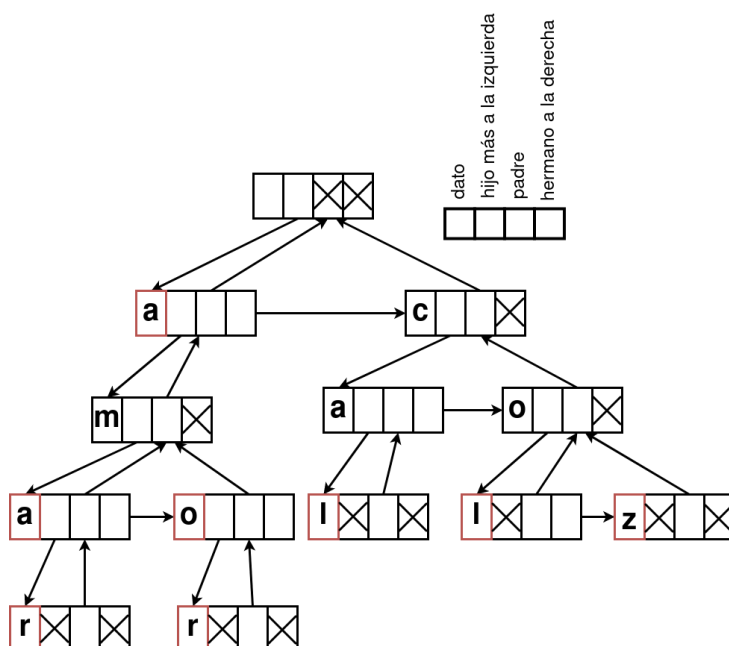 dato
hijo más a la izquierda
padre
hermano a la derecha
a
c
m
a
o
a
o
l
l
z
r
r